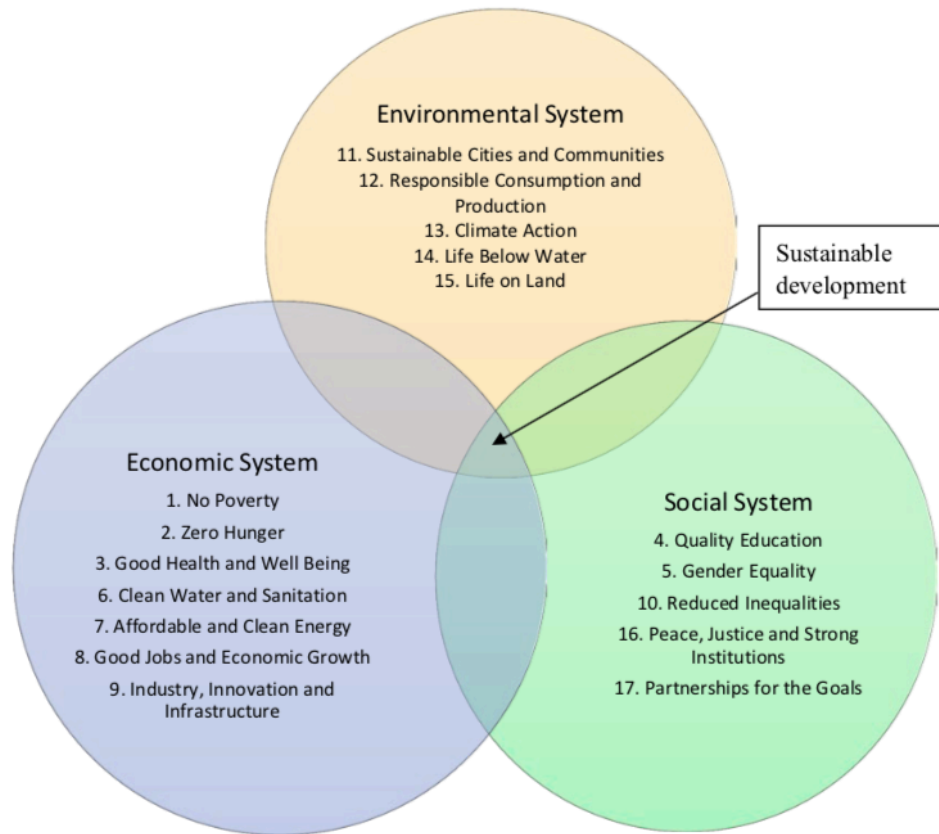 Environmental System
11. Sustainable Cities and Communities
12. Responsible Consumption and
Production
13. Climate Action
14. Life Below Water
15. Life on Land
Sustainable
development
Economic System
1. No Poverty
2. Zero Hunger
3. Good Health and Well Being
6. Clean Water and Sanitation
7. Affordable and Clean Energy
8. Good Jobs and Economic Growth
9. Industry, Innovation and
Infrastructure
Social System
4. Quality Education
5. Gender Equality
10. Reduced Inequalities
16. Peace, Justice and Strong
Institutions
17. Partnerships for the Goals